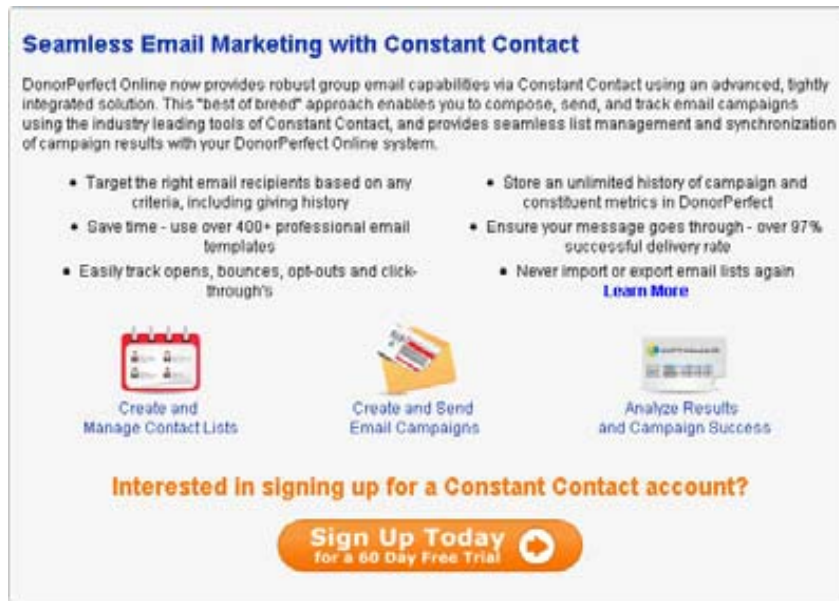 Seamless Email Marketing with Constant Contact
DonorPerfect Online now provides robust group email capabilities via Constant Contact using an advanced, tightly
integrated solution. This "best of breed" approach enables you to compose, send, and track email campaigns
using the industry leading tools of Constant Contact, and provides seamless list management and synchronization
of campaign results with your DonorPerfect Online system.
• Target the right email recipients based on any
criteria, including giving history
• Save time - use over 400+ professional email
templates
• Easily track opens, bounces, opt-outs and click-
through's
• Store an unlimited history of campaign and
constituent metrics in DonorPerfect
• Ensure your message goes through - over 97%
successful delivery rate
• Never import or export email lists again
Learn More
Create and
Manage Contact Lists
Create and Send
Email Campaigns
Analyze Results
and Campaign Success
Interested in signing up for a Constant Contact account?
Sign Up Today
for a 60 Day Free Trial